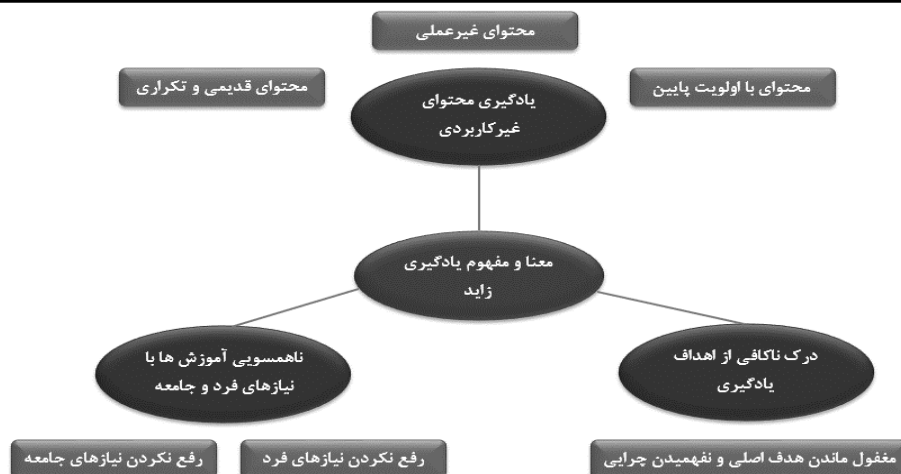 محتوای غیرعملی
محتوای با اولویت پایین
محتوای قدیمی و تکراری
یادگیری محتوای
غیرکاربردی
معنا و مفهوم یادگیری
زاید
درک ناکافی از اهداف
یادگیری
ناهمسویی آموزش ها با
نیازهای فرد و جامعه
مغفول ماندن هدف اصلی و نفهمیدن چرایی
رفع نکردن نیازهای فرد
رفع نکردن نیازهای جامعه